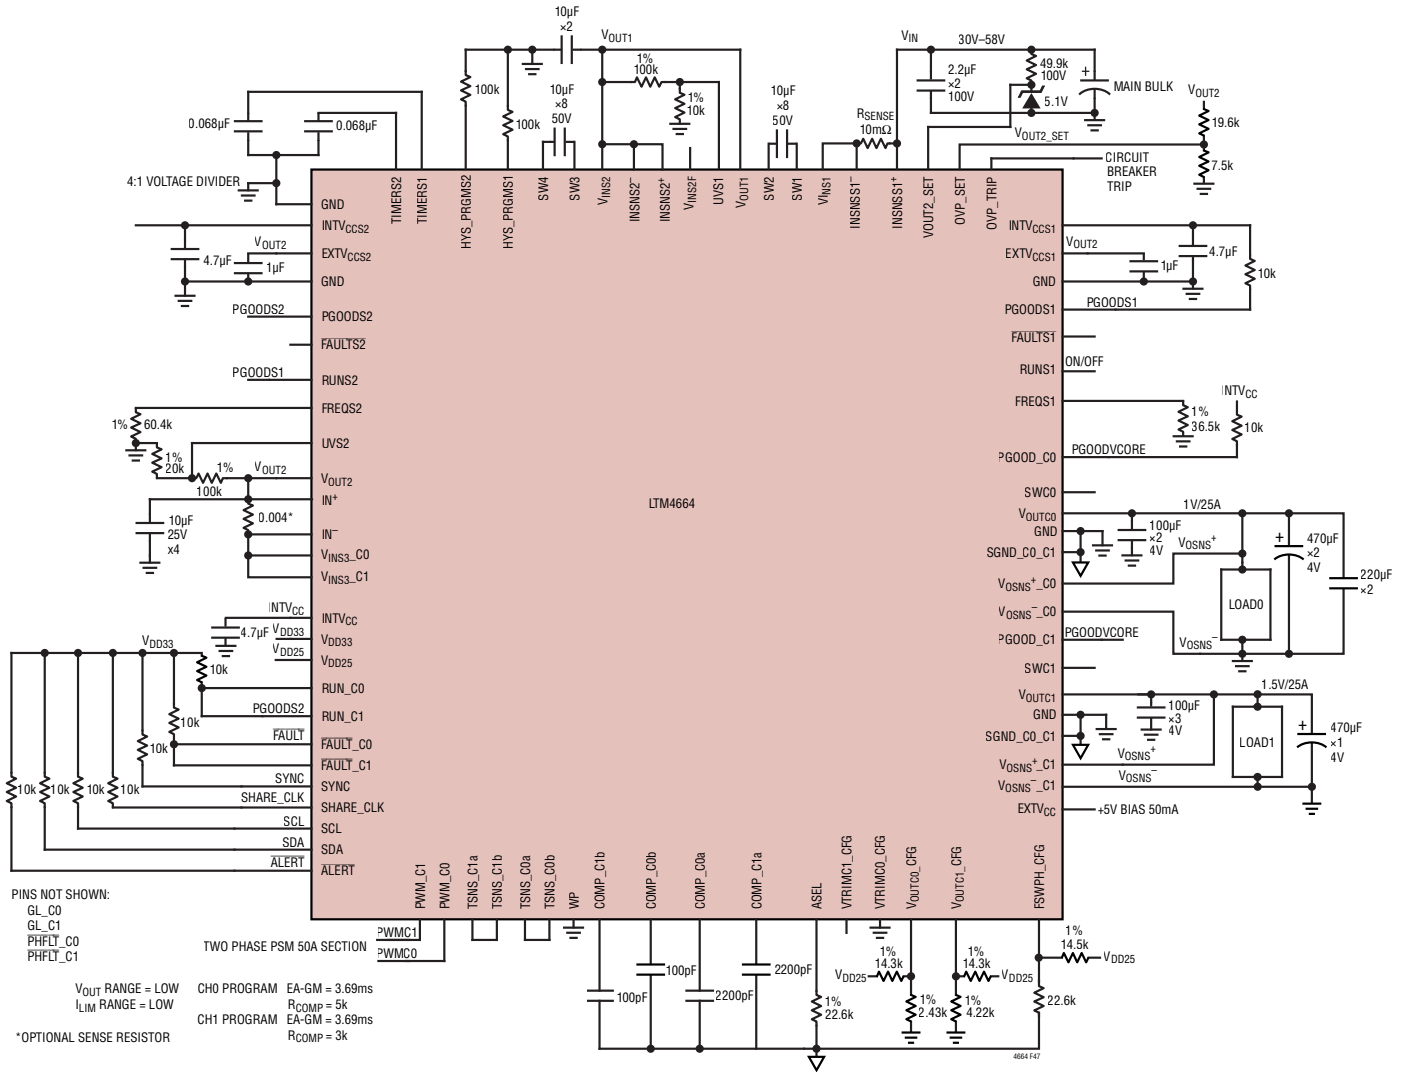 10µF
×2
VOUT1
VIN
30V–58V
1%
100k
100k
10µF
×8
50V
1%
10k
100k
10µF
×8
50V
RSENSE
10mΩ
2.2µF
×2
100V
49.9k
100V
5.1V
+
MAIN BULK
VOUT2
19.6k
VOUT2_SET
7.5k
CIRCUIT
BREAKER
TRIP
0.068µF
0.068µF
4:1 VOLTAGE DIVIDER
TIMERS2
TIMERS1
HYS_PRGMS2
HYS_PRGMS1
SW4
SW3
VINS2
INSNS2–
INSNS2+
VINS2F
UVS1
VOUT1
SW2
SW1
VINS1
INSNSS1–
INSNSS1+
VOUT2_SET
OVP_SET
OVP_TRIP
GND
INTVCCS2
VOUT2
EXTVCCS2
4.7µF
1µF
GND
PGOODS2
PGOODS2
FAULTS2
PGOODS1
RUNS2
FREQS2
1%
60.4k
UVS2
1%
20k
1%
100k
VOUT2
VOUT2
IN+
10µF
25V
x4
0.004*
IN–
VINS3_C0
VINS3_C1
INTVCC
INTVCC
4.7µF
VDD33
VDD33
VDD25
VDD25
VDD33
10k
RUN_C0
PGOODS2
RUN_C1
10k
FAULT
FAULT_C0
10k
FAULT_C1
SYNC
SYNC
10k
10k
10k
10k
SHARE_CLK
SHARE_CLK
SCL
SCL
SDA
SDA
ALERT
ALERT
LTM4664
INTVCCS1
VOUT2
EXTVCCS1
1µF
4.7µF
10k
GND
PGOODS1
PGOODS1
FAULTS1
RUNS1
ON/OFF
FREQS1
1%
36.5k
INTVCC
10k
PGOOD_C0
PGOODVCORE
SWC0
VOUTC0
1V/25A
GND
SGND_C0_C1
100µF
×2
4V
VOSNS+
+
470µF
×2
4V
220µF
×2
VOSNS+_C0
LOAD0
VOSNS–_C0
VOSNS–
PGOOD_C1
PGOODVCORE
SWC1
VOUTC1
1.5V/25A
GND
SGND_C0_C1
100µF
×3
4V
LOAD1
+
470µF
×1
4V
VOSNS+_C1
VOSNS+
VOSNS–_C1
VOSNS–
EXTVCC
+5V BIAS 50mA
PWM_C1
PWM_C0
TSNS_C1a
TSNS_C1b
TSNS_C0a
TSNS_C0b
WP
COMP_C1b
COMP_C0b
COMP_C0a
COMP_C1a
ASEL
VTRIMC1_CFG
VTRIMC0_CFG
VOUTC0_CFG
VOUTC1_CFG
FSWPH_CFG
PINS NOT SHOWN:
GL_C0
GL_C1
PHFLT_C0
PHFLT_C1
TWO PHASE PSM 50A SECTION
PWMC1
PWMC0
VOUT RANGE = LOW
ILIM RANGE = LOW
CH0 PROGRAM EA-GM = 3.69ms
RCOMP = 5k
CH1 PROGRAM EA-GM = 3.69ms
RCOMP = 3k
*OPTIONAL SENSE RESISTOR
100pF
100pF
2200pF
2200pF
1%
22.6k
VDD25
1%
14.3k
1%
2.43k
1%
14.3k
VDD25
1%
4.22k
1%
14.5k
VDD25
22.6k
4664 F47